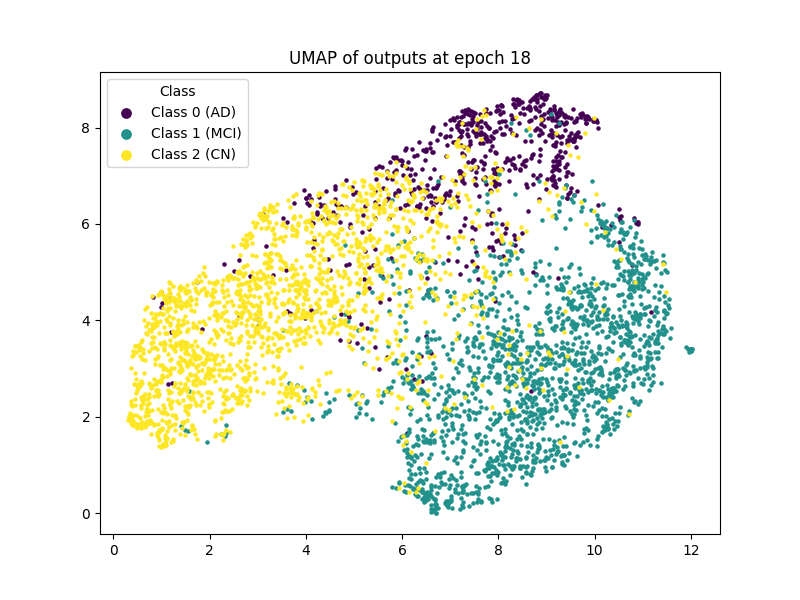 UMAP of outputs at epoch 18
Class
Class 0 (AD)
Class 1 (MCI)
Class 2 (CN)
8
6
4
2
0
0 2 4 6 8 10 12